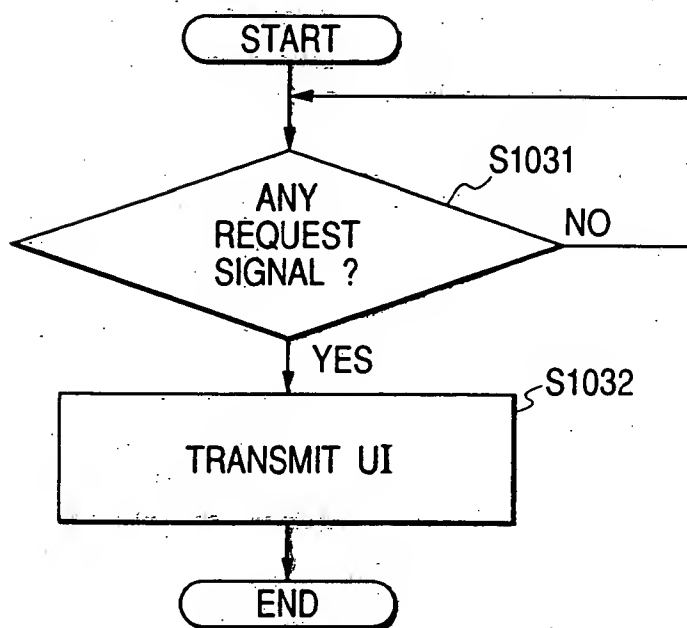 START
S1031
ANY
REQUEST
SIGNAL ?
NO
YES
S1032
TRANSMIT UI
END